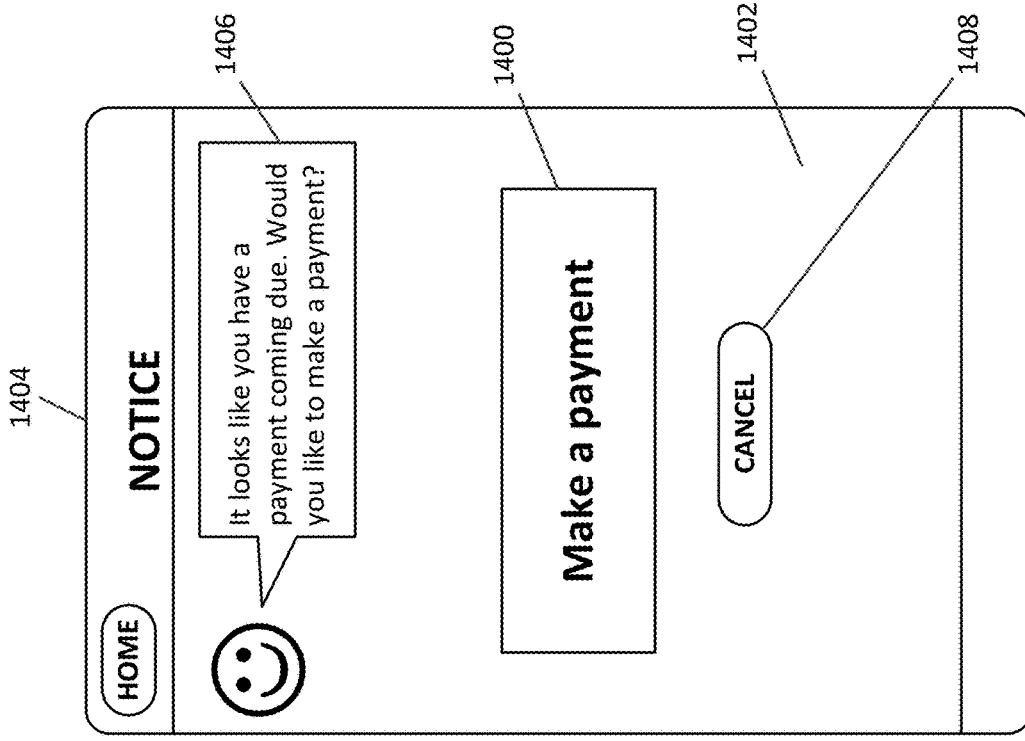 1404
HOME
NOTICE
It looks like you have a
payment coming due. Would
you like to make a payment?
1406
Make a payment
1400
1402
CANCEL
1408